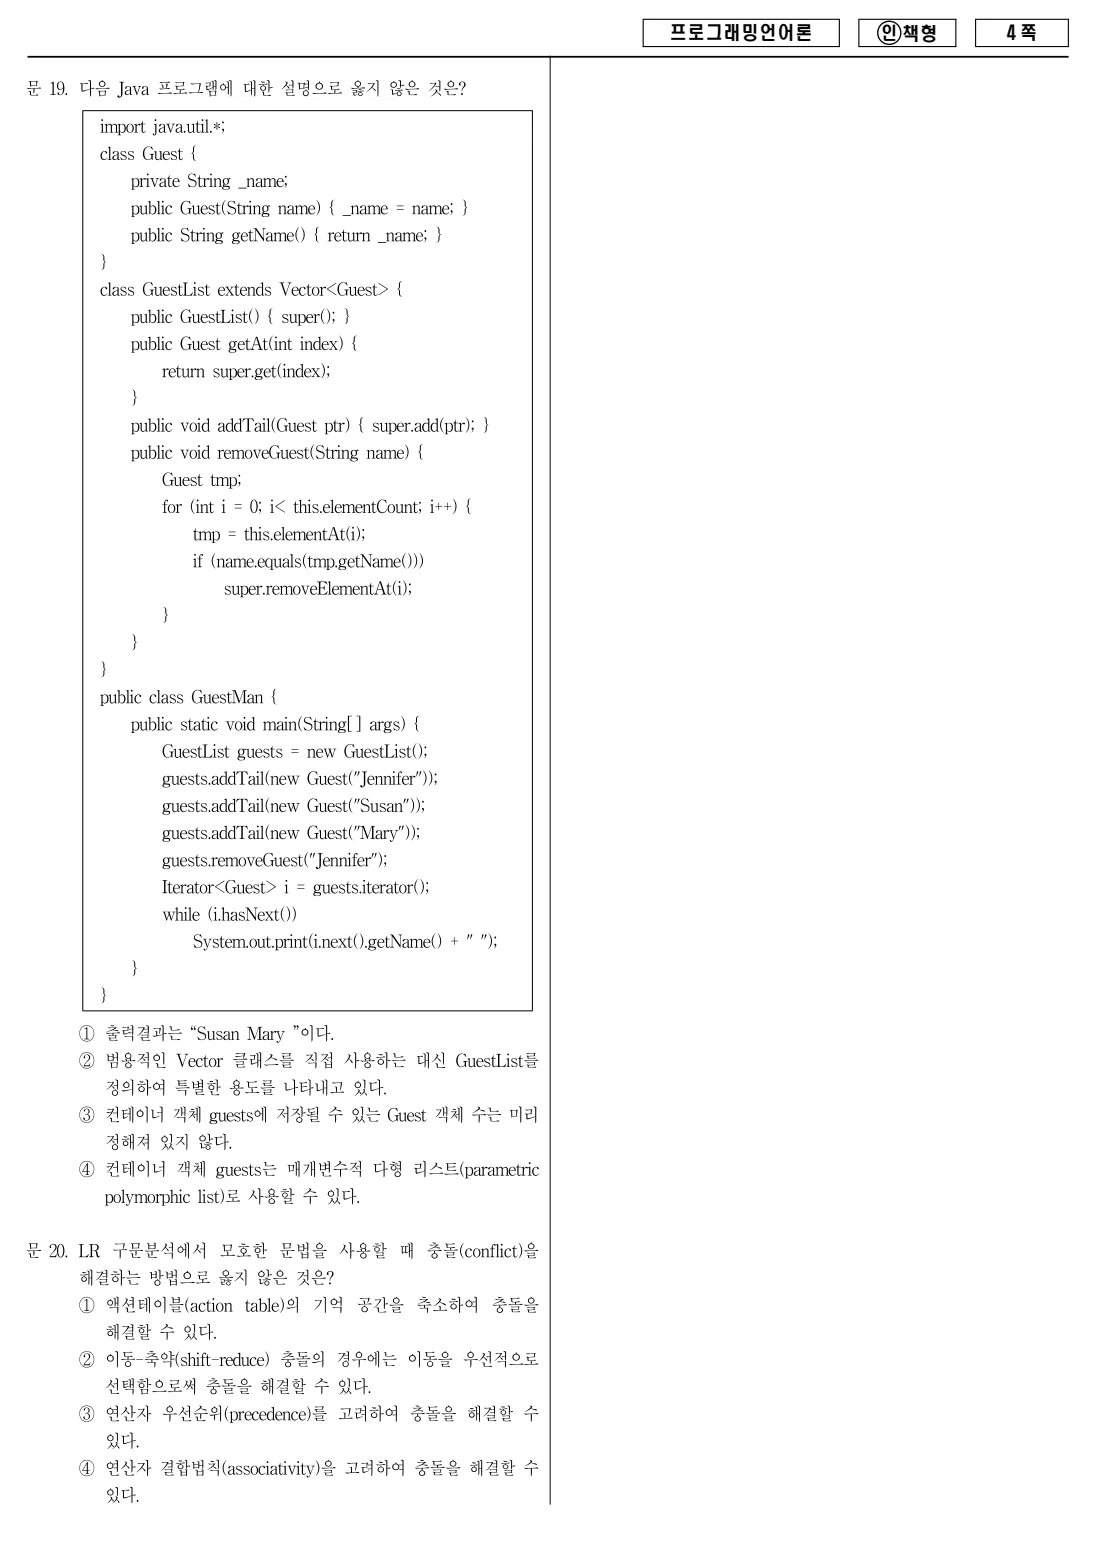 프로그래밍언어론 인책형 4쪽
문 19. 다음 Java 프로그램에 대한 설명으로 옳지 않은 것은?
import java.util.*;
class Guest {
private String _name;
public Guest(String name) { _name = name; }
public String getName() { return _name; }
}
class GuestList extends Vector<Guest> {
public GuestList() { super(); }
public Guest getAt(int index) {
return super.get(index);
}
public void addTail(Guest ptr) { super.add(ptr); }
public void removeGuest(String name) {
Guest tmp;
for (int i = 0; i< this.elementCount; i++) {
tmp = this.elementAt(i);
if (name.equals(tmp.getName()))
super.removeElementAt(i);
}
}
}
public class GuestMan {
public static void main(String[ ] args) {
GuestList guests = new GuestList();
guests.addTail(new Guest("Jennifer"));
guests.addTail(new Guest("Susan"));
guests.addTail(new Guest("Mary"));
guests.removeGuest("Jennifer");
Iterator<Guest> i = guests.iterator();
while (i.hasNext())
System.out.print(i.next().getName() + " ");
}
}
① 출력결과는 “Susan Mary ”이다.
② 범용적인 Vector 클래스를 직접 사용하는 대신 GuestList를
정의하여 특별한 용도를 나타내고 있다.
③ 컨테이너 객체 guests에 저장될 수 있는 Guest 객체 수는 미리
정해져 있지 않다.
④ 컨테이너 객체 guests는 매개변수적 다형 리스트(parametric
polymorphic list)로 사용할 수 있다.
문 20. LR 구문분석에서 모호한 문법을 사용할 때 충돌(conflict)을
해결하는 방법으로 옳지 않은 것은?
① 액션테이블(action table)의 기억 공간을 축소하여 충돌을
해결할 수 있다.
② 이동-축약(shift-reduce) 충돌의 경우에는 이동을 우선적으로
선택함으로써 충돌을 해결할 수 있다.
③ 연산자 우선순위(precedence)를 고려하여 충돌을 해결할 수
있다.
④ 연산자 결합법칙(associativity)을 고려하여 충돌을 해결할 수
있다.